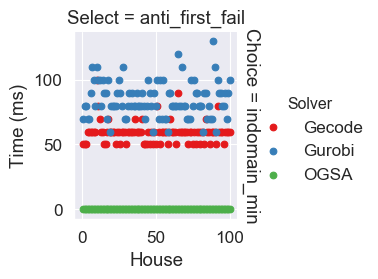 Select = anti_first_fail
Choice = indomain_min
Time (ms)
100
50
0
0
50
100
House
Solver
Gecode
Gurobi
OGSA